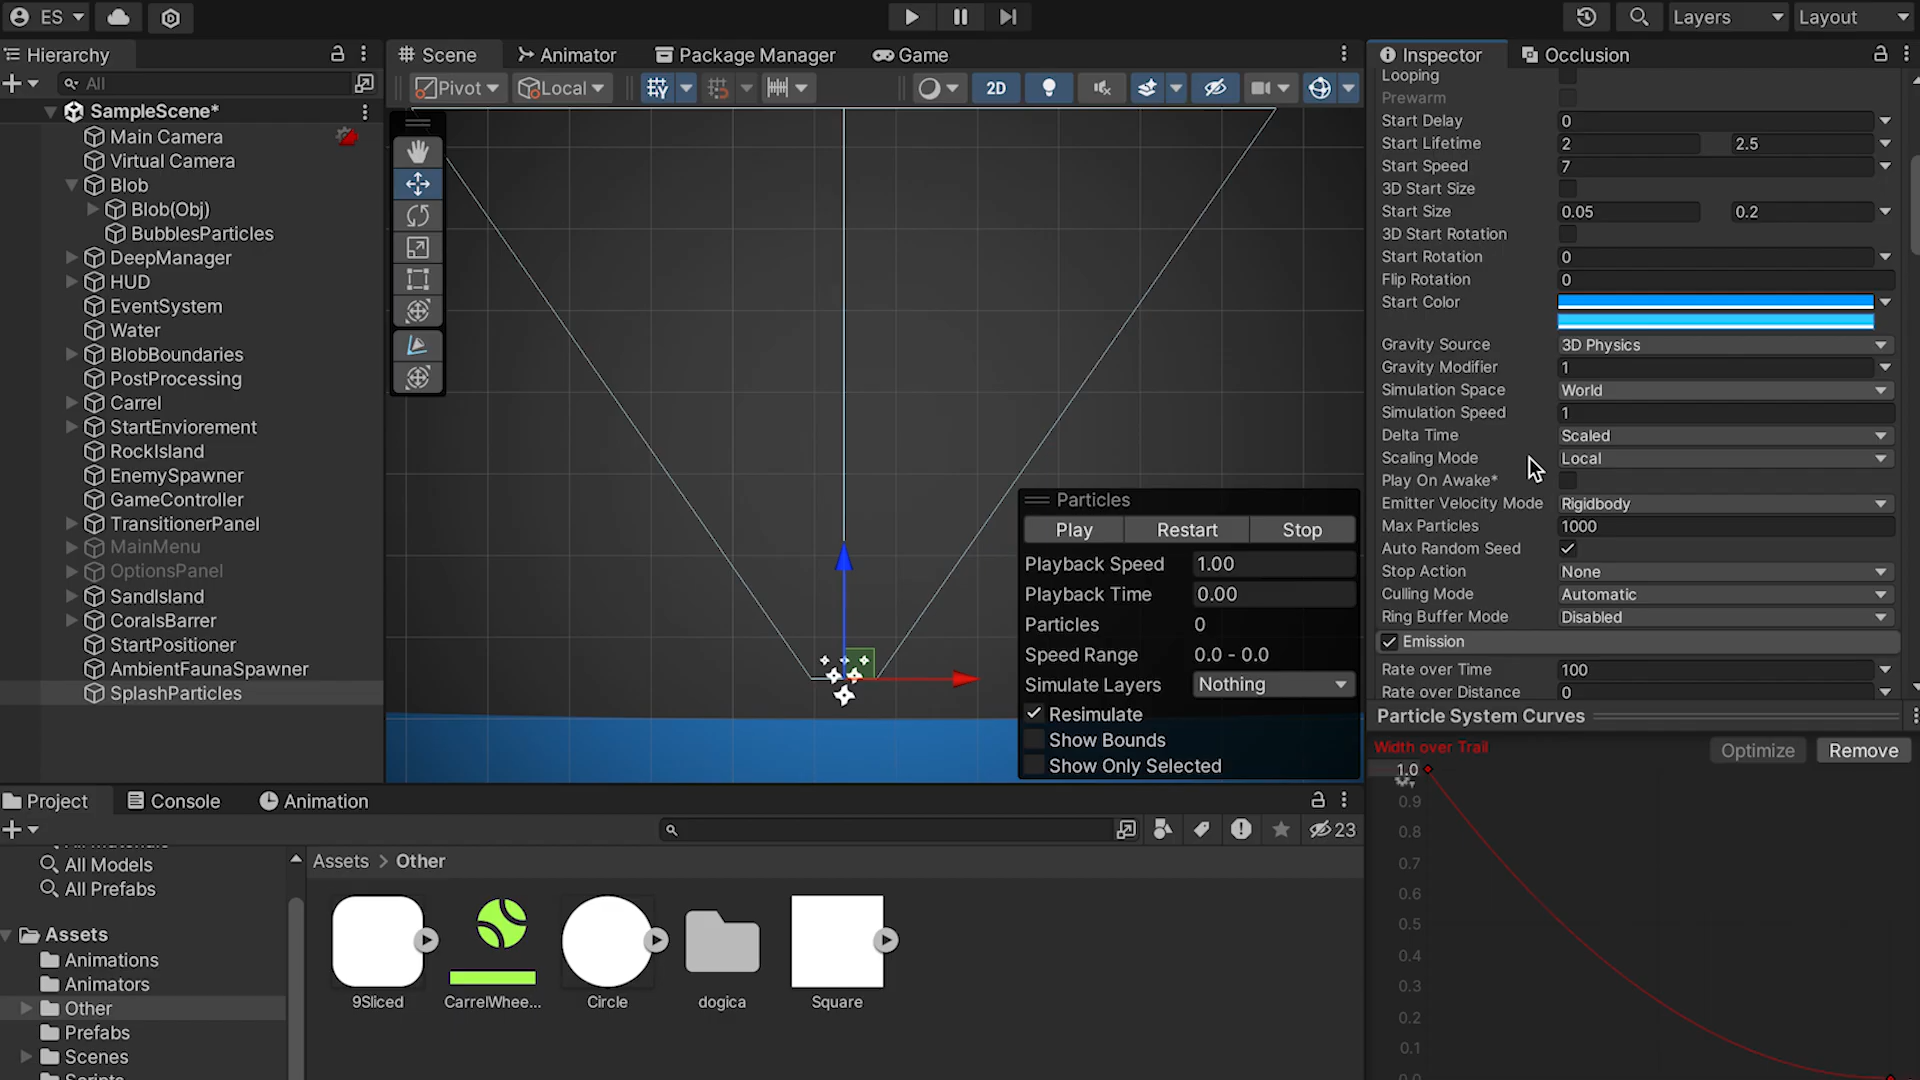 ES
Layers
Layout
Hierarchy
All
SampleScene*
Main Camera
Virtual Camera
Blob
Blob(Obj)
BubblesParticles
DeepManager
HUD
EventSystem
Water
BlobBoundaries
PostProcessing
Carrel
StartEnviorement
RockIsland
EnemySpawner
GameController
TransitionerPanel
MainMenu
OptionsPanel
SandIsland
CoralsBarrer
StartPositioner
AmbientFaunaSpawner
SplashParticles
Scene
Animator
Package Manager
Game
Pivot
Local
2D
Particles
Play
Restart
Stop
Playback Speed 1.00
Playback Time 0.00
Particles 0
Speed Range 0.0 - 0.0
Simulate Layers Nothing
Resimulate
Show Bounds
Show Only Selected
Inspector
Occlusion
Looping
Prewarm
Start Delay 0
Start Lifetime 2 2.5
Start Speed 7
3D Start Size
Start Size 0.05 0.2
3D Start Rotation
Start Rotation 0
Flip Rotation 0
Start Color
Gravity Source 3D Physics
Gravity Modifier 1
Simulation Space World
Simulation Speed 1
Delta Time Scaled
Scaling Mode Local
Play On Awake*
Emitter Velocity Mode Rigidbody
Max Particles 1000
Auto Random Seed
Stop Action None
Culling Mode Automatic
Ring Buffer Mode Disabled
Emission
Rate over Time 100
Rate over Distance 0
Particle System Curves
Width over Trail
Optimize
Remove
1.0
0.9
0.8
0.7
0.6
0.5
0.4
0.3
0.2
0.1
0.0
Project
Console
Animation
23
All Materials
All Models
All Prefabs
Assets
Animations
Animators
Other
Prefabs
Scenes
Scripts
Assets > Other
9Sliced
CarrelWhee...
Circle
dogica
Square